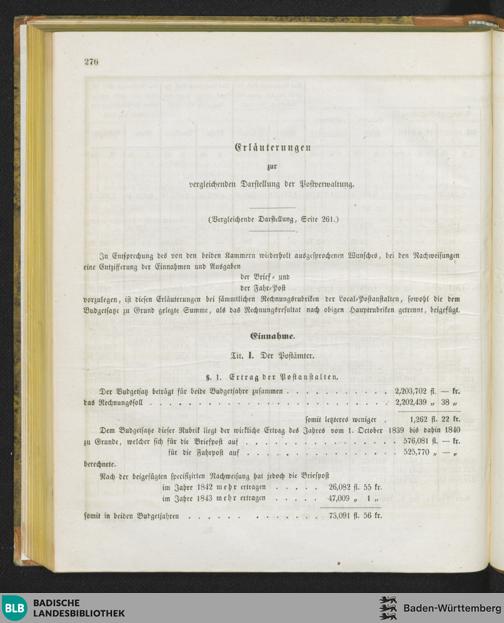 276
Erläuterungen
zur
vergleichenden Darstellung der Postverwaltung.
(Vergleichende Darstellung, Seite 261.)
In Entsprechung des von den beiden Kammern wiederholt ausgesprochenen Wunsches, bei den Nachweisungen
eine Entzifferung der Einnahmen und Ausgaben
der Brief- und
der Fahr-Post
vorzulegen, ist diesen Erläuterungen bei sämmtlichen Rechnungsrubriken der Local-Postanstalten, sowohl die dem
Budgetsatze zu Grund gelegte Summe, als das Rechnungsresultat nach obigen Hauptrubriken getrennt, beigefügt.
Einnahme.
Tit. I. Der Postämter.
§. 1. Ertrag der Postanstalten.
Der Budgetsatz beträgt für beide Budgetjahre zusammen . . . . . . . . . . . 2,203,702 fl. — kr.
das Rechnungssoll . . . . . . . . . . . . . . . . . . . . . . 2,202,439 „ 38 „
somit letzteres weniger . 1,262 fl. 22 kr.
Dem Budgetsatze dieser Rubrik liegt der wirkliche Ertrag des Jahres vom 1. October 1839 bis dahin 1840
zu Grunde, welcher sich für die Briefpost auf . . . . . . . . . . . . . 576,081 fl. — kr.
für die Fahrpost auf . . . . . . . . . . . . . 525,770 „ — „
berechnete.
Nach der beigefügten speciﬁzirten Nachweisung hat jedoch die Briefpost
im Jahre 1842 mehr ertragen . . . . . 26,082 fl. 55 kr.
im Jahre 1843 mehr ertragen . . . . . 47,009 „ 1 „
somit in beiden Budgetjahren . . . . . . . . . . . . . 73,091 fl. 56 kr.
BLB BADISCHE
LANDESBIBLIOTHEK
Baden-Württemberg